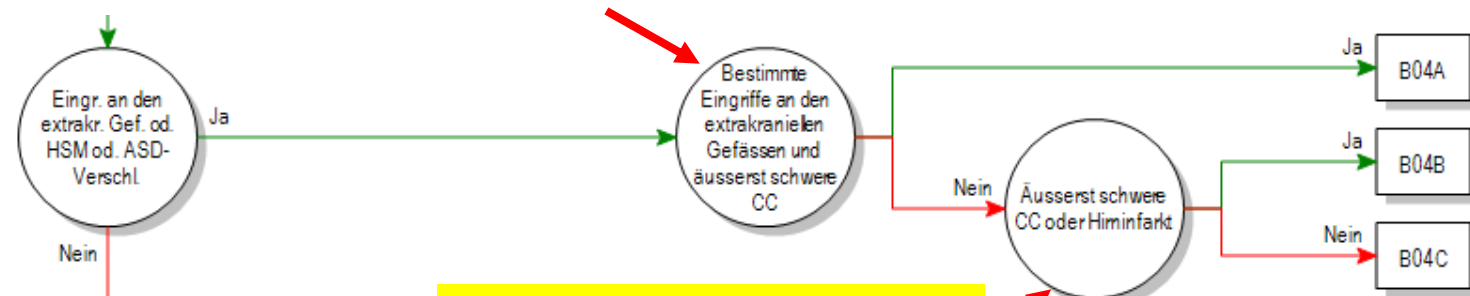 Eingr. an den
extrakr. Gef. od.
HSM od. ASD-
Verschl.
Ja
Nein
Bestimmte
Eingriffe an den
extrakraniellen
Gefässen und
äusserst schwere
CC
Ja
B04A
Nein
Äusserst schwere
CC oder Hirninfarkt
Ja
B04B
Nein
B04C